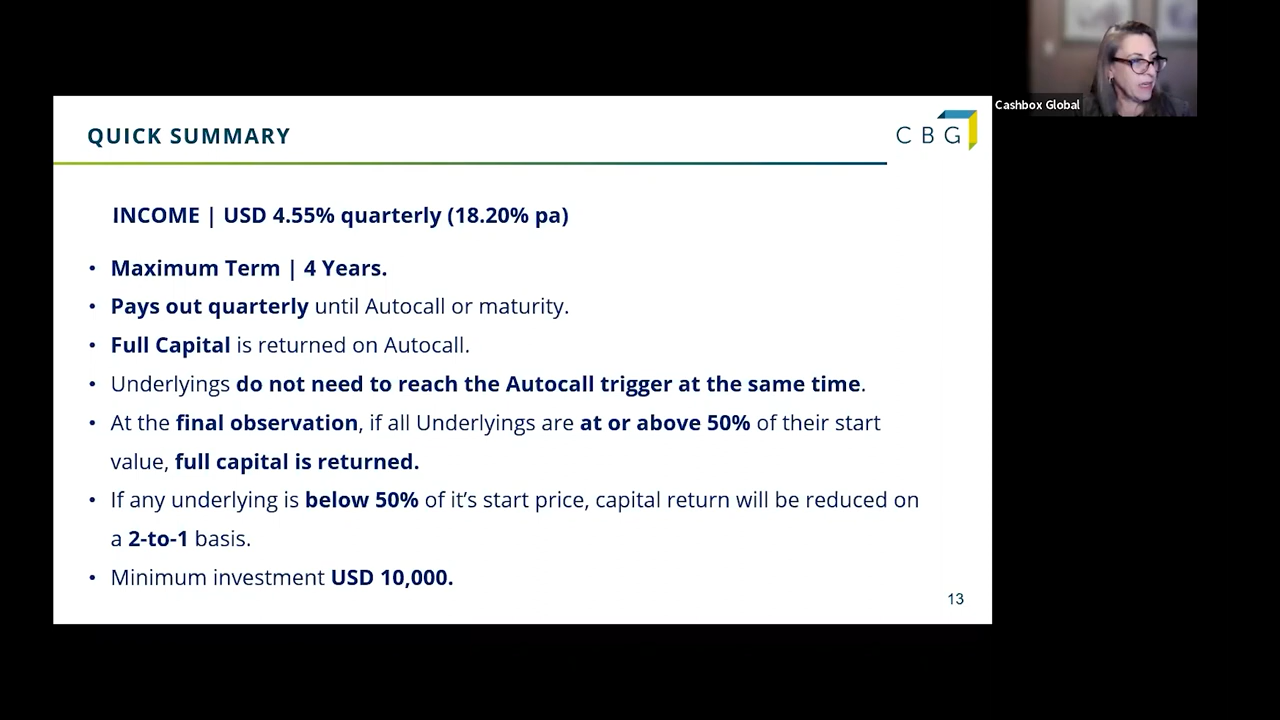 QUICK SUMMARY
CBG
Cashbox Global
INCOME | USD 4.55% quarterly (18.20% pa)
• Maximum Term | 4 Years.
• Pays out quarterly until Autocall or maturity.
• Full Capital is returned on Autocall.
• Underlyings do not need to reach the Autocall trigger at the same time.
• At the final observation, if all Underlyings are at or above 50% of their start
value, full capital is returned.
• If any underlying is below 50% of it’s start price, capital return will be reduced on
a 2-to-1 basis.
• Minimum investment USD 10,000.
13